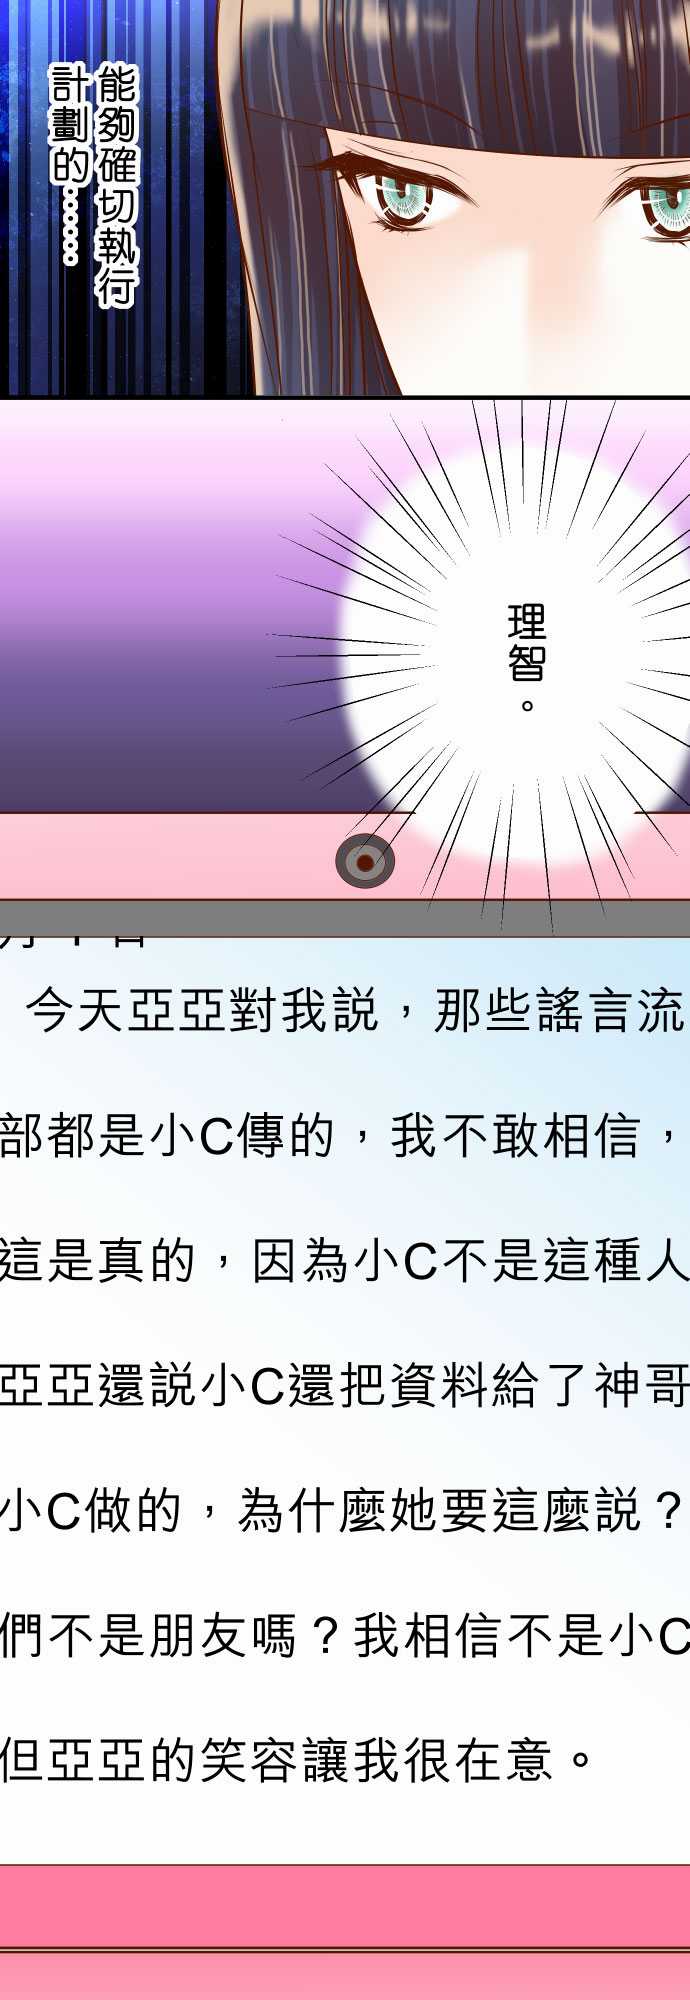 能夠確切執行
計劃的⋯⋯
理智。
今天亞亞對我説，那些謠言流
部都是小C傳的，我不敢相信，
這是真的，因為小C不是這種人
亞亞還説小C還把資料給了神哥
小C做的，為什麼她要這麼説？
們不是朋友嗎？我相信不是小C
但亞亞的笑容讓我很在意。